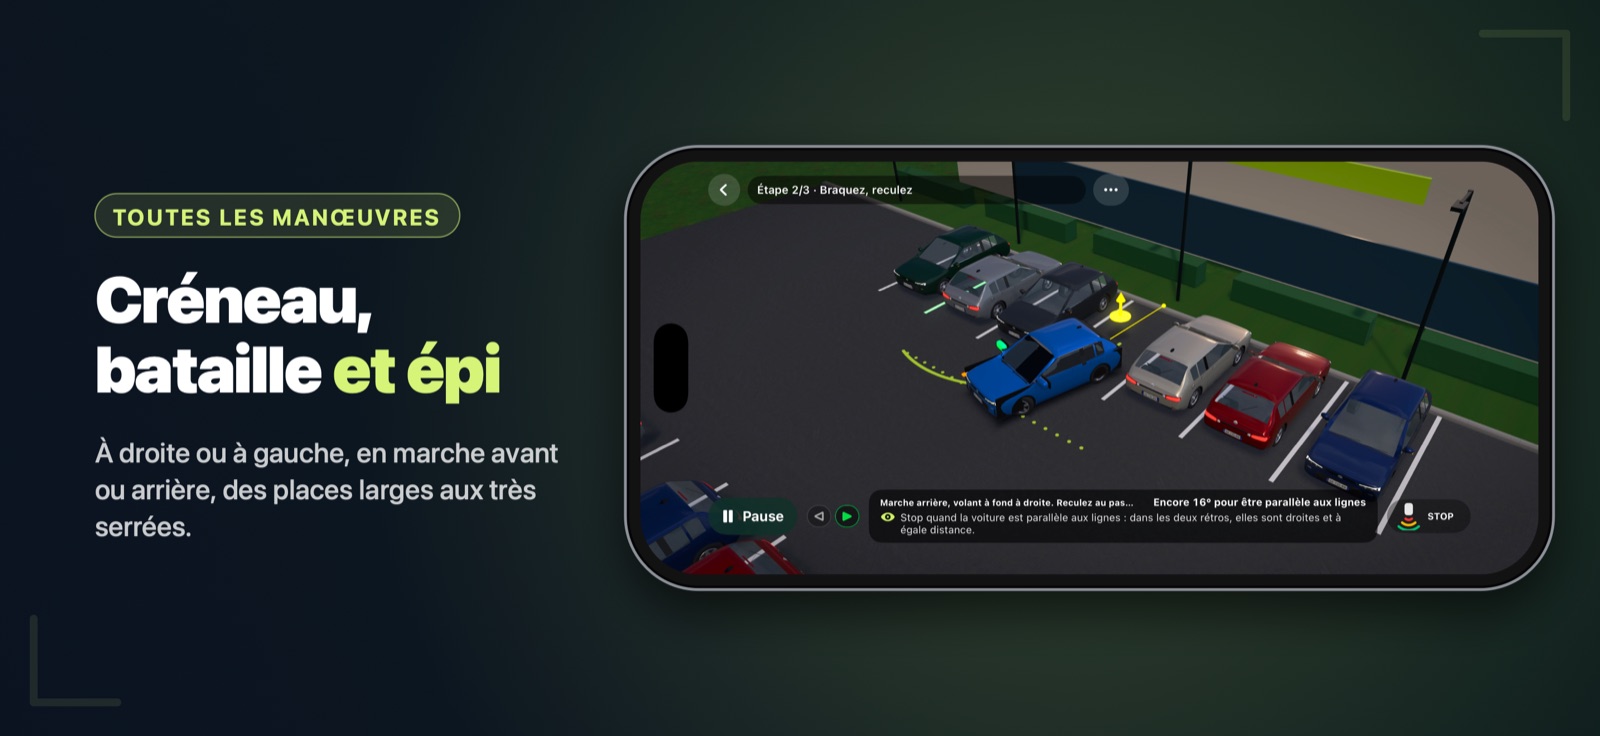 TOUTES LES MANŒUVRES
Créneau,
bataille et épi
À droite ou à gauche, en marche avant
ou arrière, des places larges aux très
serrées.
Étape 2/3 · Braquez, reculez
Pause
Marche arrière, volant à fond à droite. Reculez au pas...
Encore 16° pour être parallèle aux lignes
Stop quand la voiture est parallèle aux lignes : dans les deux rétros, elles sont droites et à
égale distance.
STOP